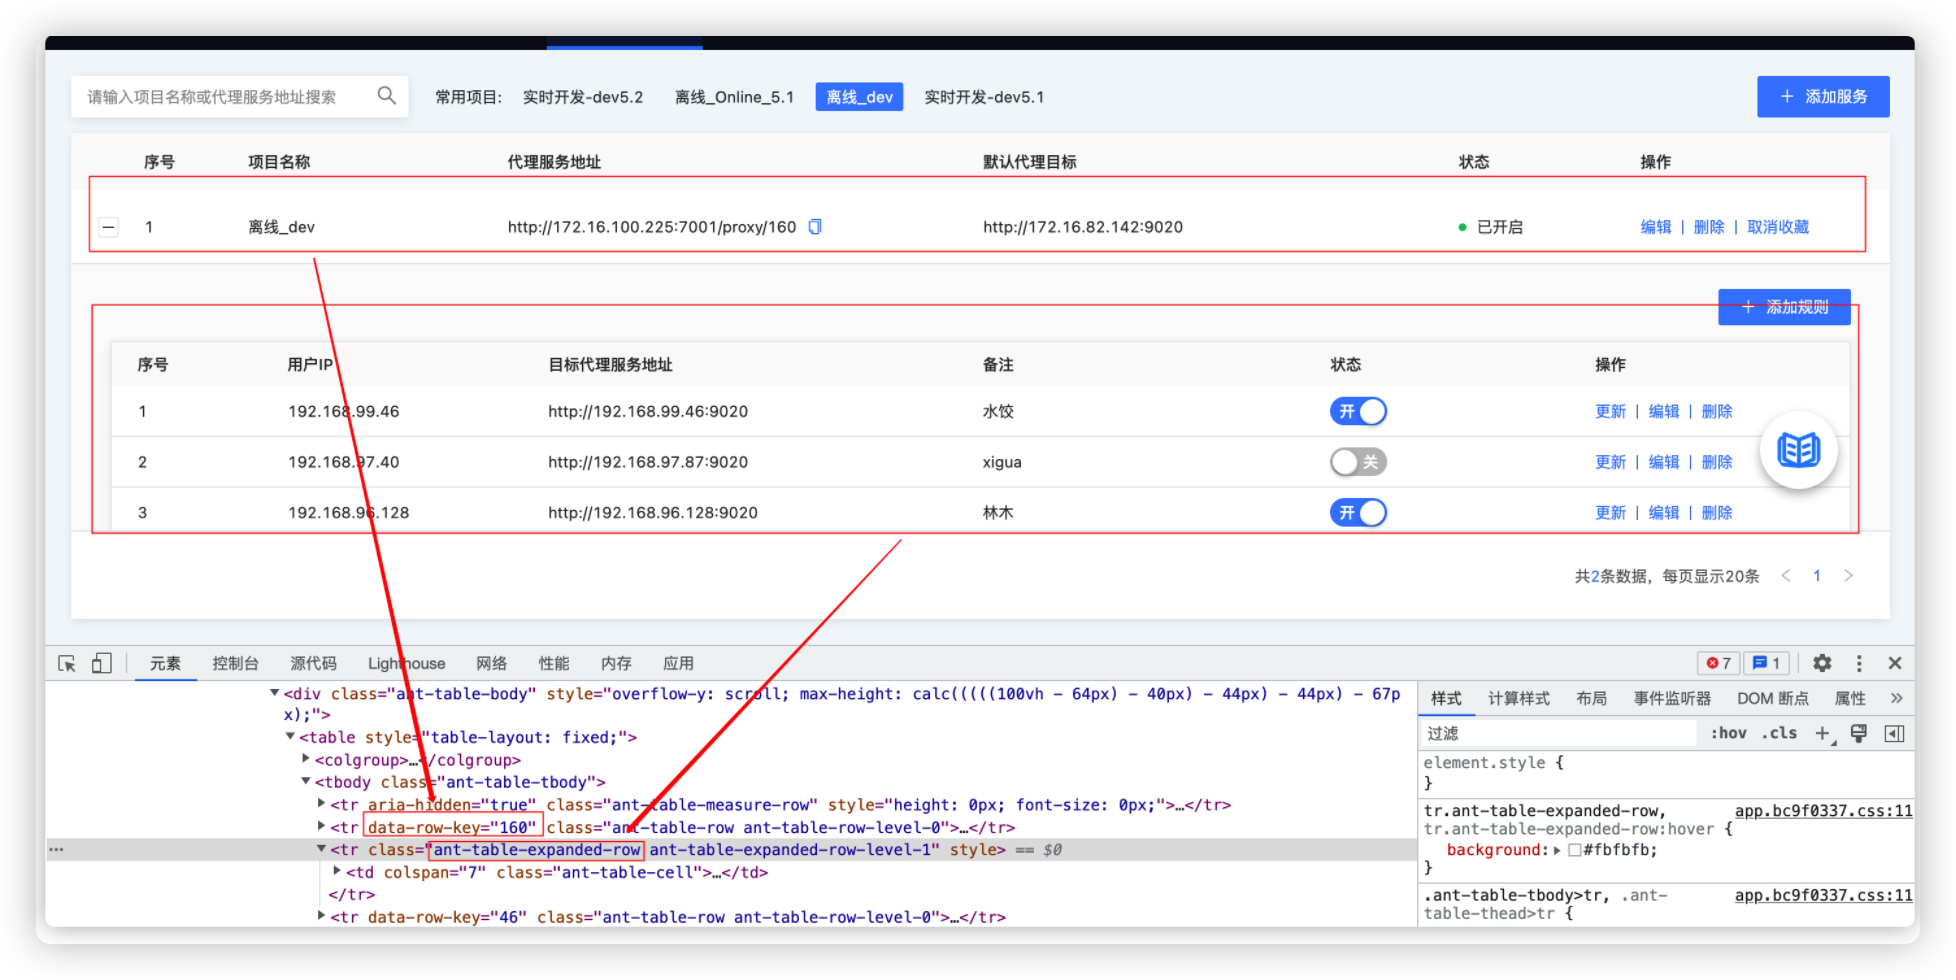 请输入项目名称或代理服务地址搜索 常用项目: 实时开发-dev5.2 离线_Online_5.1 离线_dev 实时开发-dev5.1 + 添加服务
序号 项目名称 代理服务地址 默认代理目标 状态 操作
1 离线_dev http://172.16.100.225:7001/proxy/160 http://172.16.82.142:9020 已开启 编辑 | 删除 | 取消收藏
+ 添加规则
序号 用户IP 目标代理服务地址 备注 状态 操作
1 192.168.99.46 http://192.168.99.46:9020 水饺 开 更新 | 编辑 | 删除
2 192.168.97.40 http://192.168.97.87:9020 xigua 关 更新 | 编辑 | 删除
3 192.168.96.128 http://192.168.96.128:9020 林木 开 更新 | 编辑 | 删除
共2条数据, 每页显示20条 < 1 >
元素 控制台 源代码 Lighthouse 网络 性能 内存 应用 7 1
<div class="ant-table-body" style="overflow-y: scroll; max-height: calc(((((100vh - 64px) - 40px) - 44px) - 44px) - 67p
x);">
<table style="table-layout: fixed;">
<colgroup>…</colgroup>
<tbody class="ant-table-tbody">
<tr aria-hidden="true" class="ant-table-measure-row" style="height: 0px; font-size: 0px;">…</tr>
<tr data-row-key="160" class="ant-table-row ant-table-row-level-0">…</tr>
<tr class="ant-table-expanded-row ant-table-expanded-row-level-1" style> == $0
<td colspan="7" class="ant-table-cell">…</td>
</tr>
<tr data-row-key="46" class="ant-table-row ant-table-row-level-0">…</tr>
样式 计算样式 布局 事件监听器 DOM 断点 属性 »
过滤 :hov .cls +
element.style {
}
tr.ant-table-expanded-row, app.bc9f0337.css:11
tr.ant-table-expanded-row:hover {
background: #fbfbfb;
}
.ant-table-tbody>tr, .ant- app.bc9f0337.css:11
table-thead>tr {